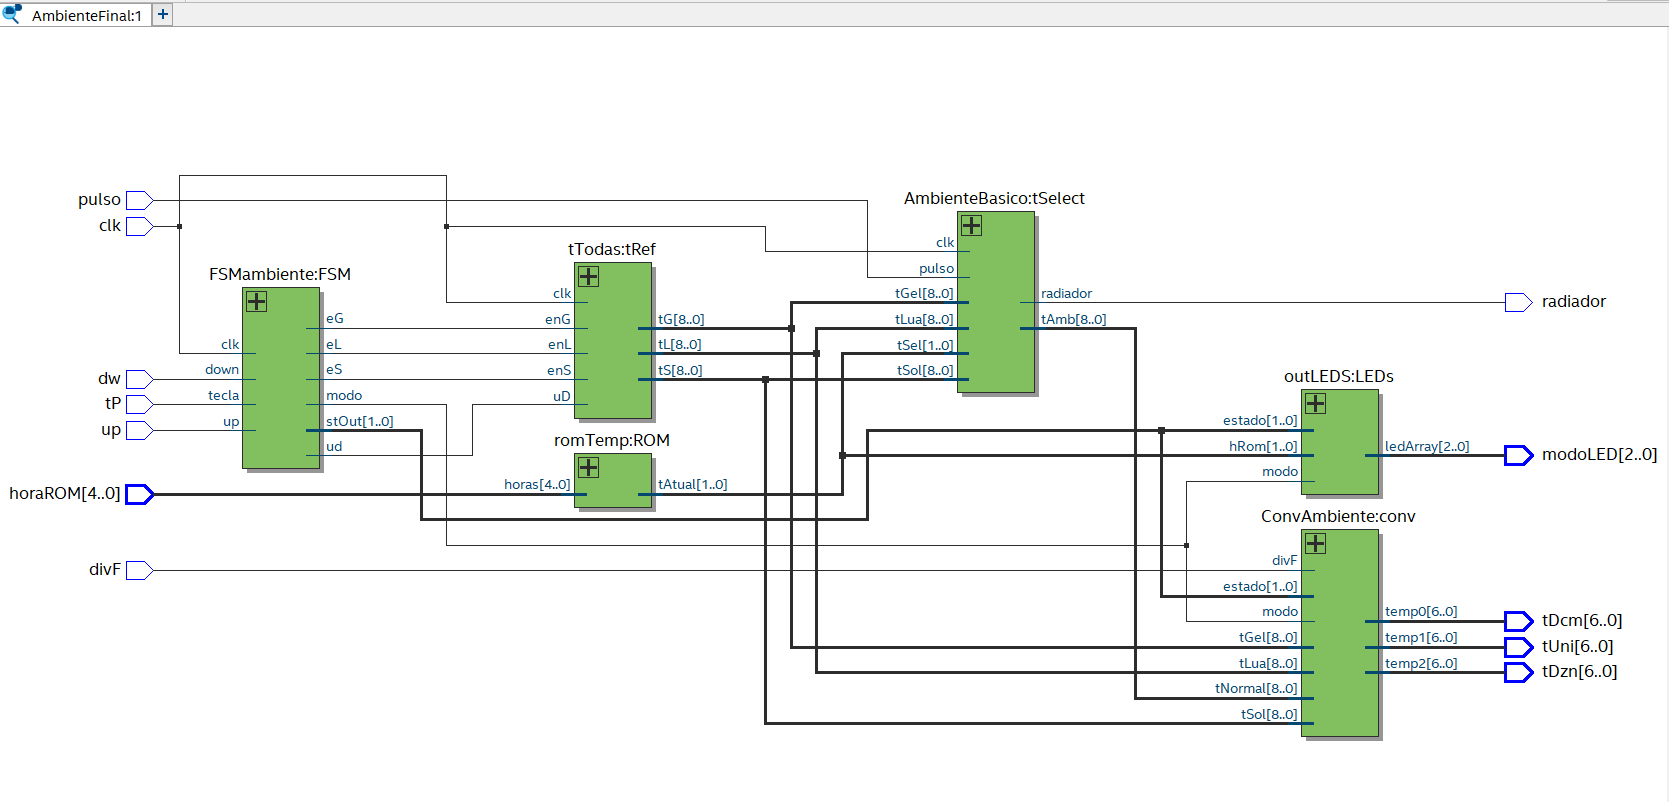 AmbienteFinal:1
pulso
clk
dw
tP
up
horaROM[4..0]
divF
FSMambiente:FSM
clk
down
tecla
up
eG
eL
eS
modo
stOut[1..0]
ud
tTodas:tRef
clk
enG
enL
enS
uD
tG[8..0]
tL[8..0]
tS[8..0]
romTemp:ROM
horas[4..0]
tAtual[1..0]
AmbienteBasico:tSelect
clk
pulso
tGel[8..0]
tLua[8..0]
tSel[1..0]
tSol[8..0]
radiador
tAmb[8..0]
outLEDS:LEDs
estado[1..0]
hRom[1..0]
modo
ledArray[2..0]
ConvAmbiente:conv
divF
estado[1..0]
modo
tGel[8..0]
tLua[8..0]
tNormal[8..0]
tSol[8..0]
temp0[6..0]
temp1[6..0]
temp2[6..0]
radiador
modoLED[2..0]
tDcm[6..0]
tUni[6..0]
tDzn[6..0]